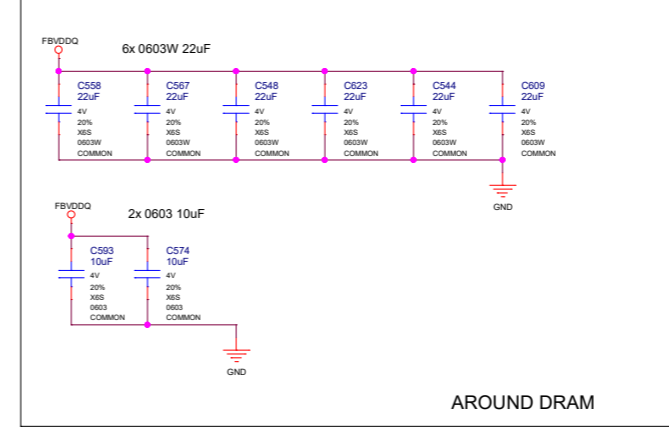 FBVDDQ
6x 0603W 22uF
C558
22uF
4V
20%
X6S
0603W
COMMON
C567
22uF
4V
20%
X6S
0603W
COMMON
C548
22uF
4V
20%
X6S
0603W
COMMON
C623
22uF
4V
20%
X6S
0603W
COMMON
C544
22uF
4V
20%
X6S
0603W
COMMON
C609
22uF
4V
20%
X6S
0603W
COMMON
GND
FBVDDQ
2x 0603 10uF
C593
10uF
4V
20%
X6S
0603
COMMON
C574
10uF
4V
20%
X6S
0603
COMMON
GND
AROUND DRAM